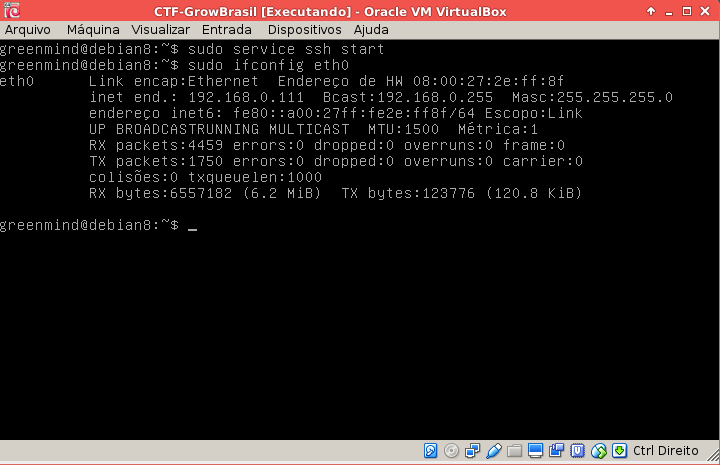 CTF-GrowBrasil [Executando] - Oracle VM VirtualBox
Arquivo Máquina Visualizar Entrada Dispositivos Ajuda
greenmind@debian8:~$ sudo service ssh start
greenmind@debian8:~$ sudo ifconfig eth0
eth0 Link encap:Ethernet Endereço de HW 08:00:27:2e:ff:8f
inet end.: 192.168.0.111 Bcast:192.168.0.255 Masc:255.255.255.0
endereço inet6: fe80::a00:27ff:fe2e:ff8f/64 Escopo:Link
UP BROADCASTRUNNING MULTICAST MTU:1500 Métrica:1
RX packets:4459 errors:0 dropped:0 overruns:0 frame:0
TX packets:1750 errors:0 dropped:0 overruns:0 carrier:0
colisões:0 txqueuelen:1000
RX bytes:6557182 (6.2 MiB) TX bytes:123776 (120.8 KiB)
greenmind@debian8:~$ _
Ctrl Direito